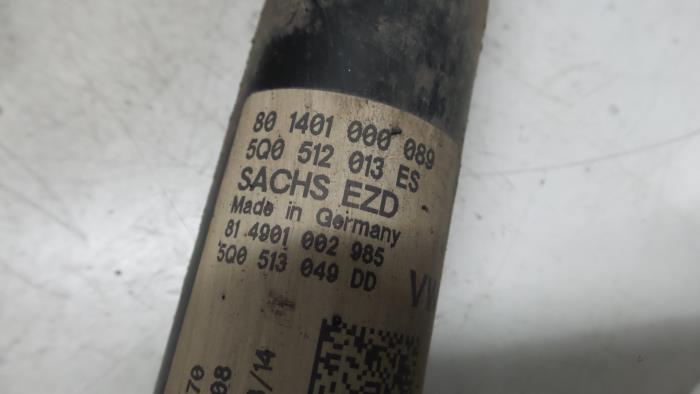 80 1401 000 089
5Q0 512 013 ES
SACHS EZD
Made in Germany
81 4901 002 985
5Q0 513 049 DD